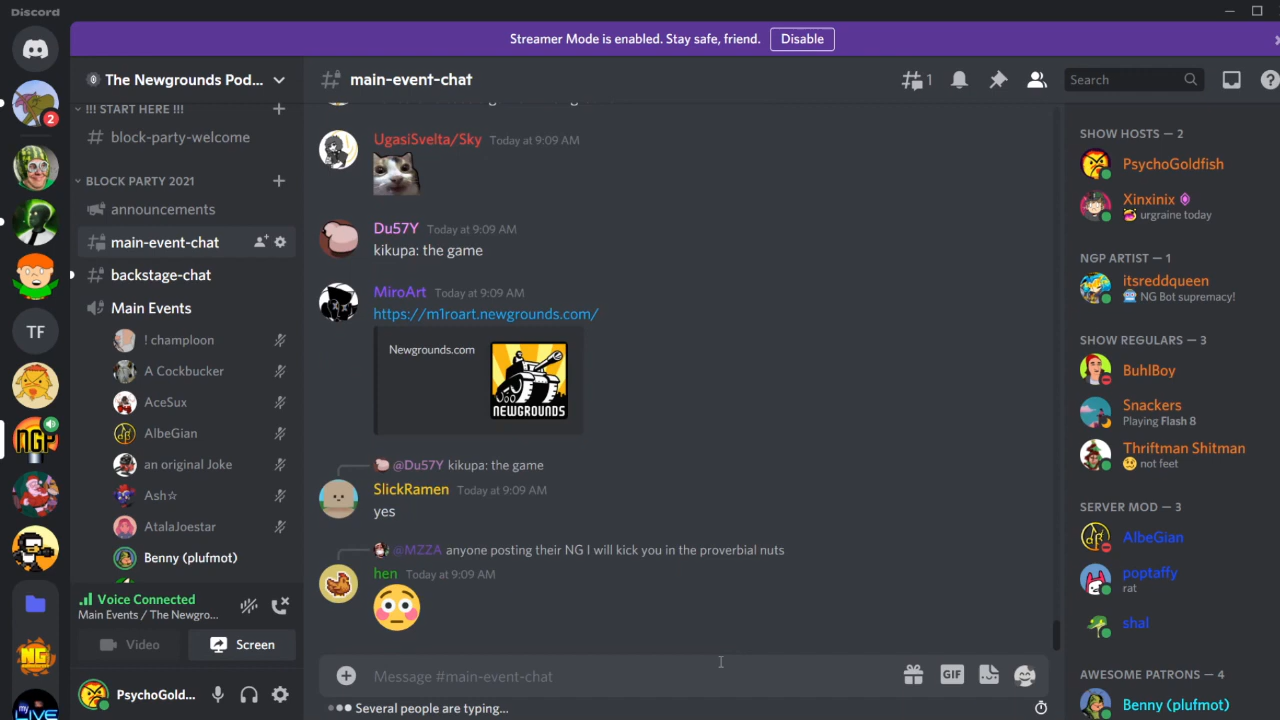 Discord
Streamer Mode is enabled. Stay safe, friend.
Disable
The Newgrounds Pod...
main-event-chat
1
Search
!!! START HERE !!!
block-party-welcome
BLOCK PARTY 2021
announcements
main-event-chat
backstage-chat
Main Events
! champloon
A Cockbucker
AceSux
AlbeGian
an original Joke
Ash☆
AtalaJoestar
Benny (plufmot)
Voice Connected
Main Events / The Newgro...
Video
Screen
PsychoGold...
2
TF
NGP
NG
my
LIVE
UgasiSvelta/Sky Today at 9:09 AM
Du57Y Today at 9:09 AM
kikupa: the game
MiroArt Today at 9:09 AM
https://m1roart.newgrounds.com/
Newgrounds.com
NEWGROUNDS
@Du57Y kikupa: the game
SlickRamen Today at 9:09 AM
yes
@MZZA anyone posting their NG I will kick you in the proverbial nuts
hen Today at 9:09 AM
Message #main-event-chat
GIF
Several people are typing...
SHOW HOSTS — 2
PsychoGoldfish
Xinxinix
urgraine today
NGP ARTIST — 1
itsreddqueen
NG Bot supremacy!
SHOW REGULARS — 3
BuhlBoy
Snackers
Playing Flash 8
Thriftman Shitman
not feet
SERVER MOD — 3
AlbeGian
poptaffy
rat
shal
AWESOME PATRONS — 4
Benny (plufmot)